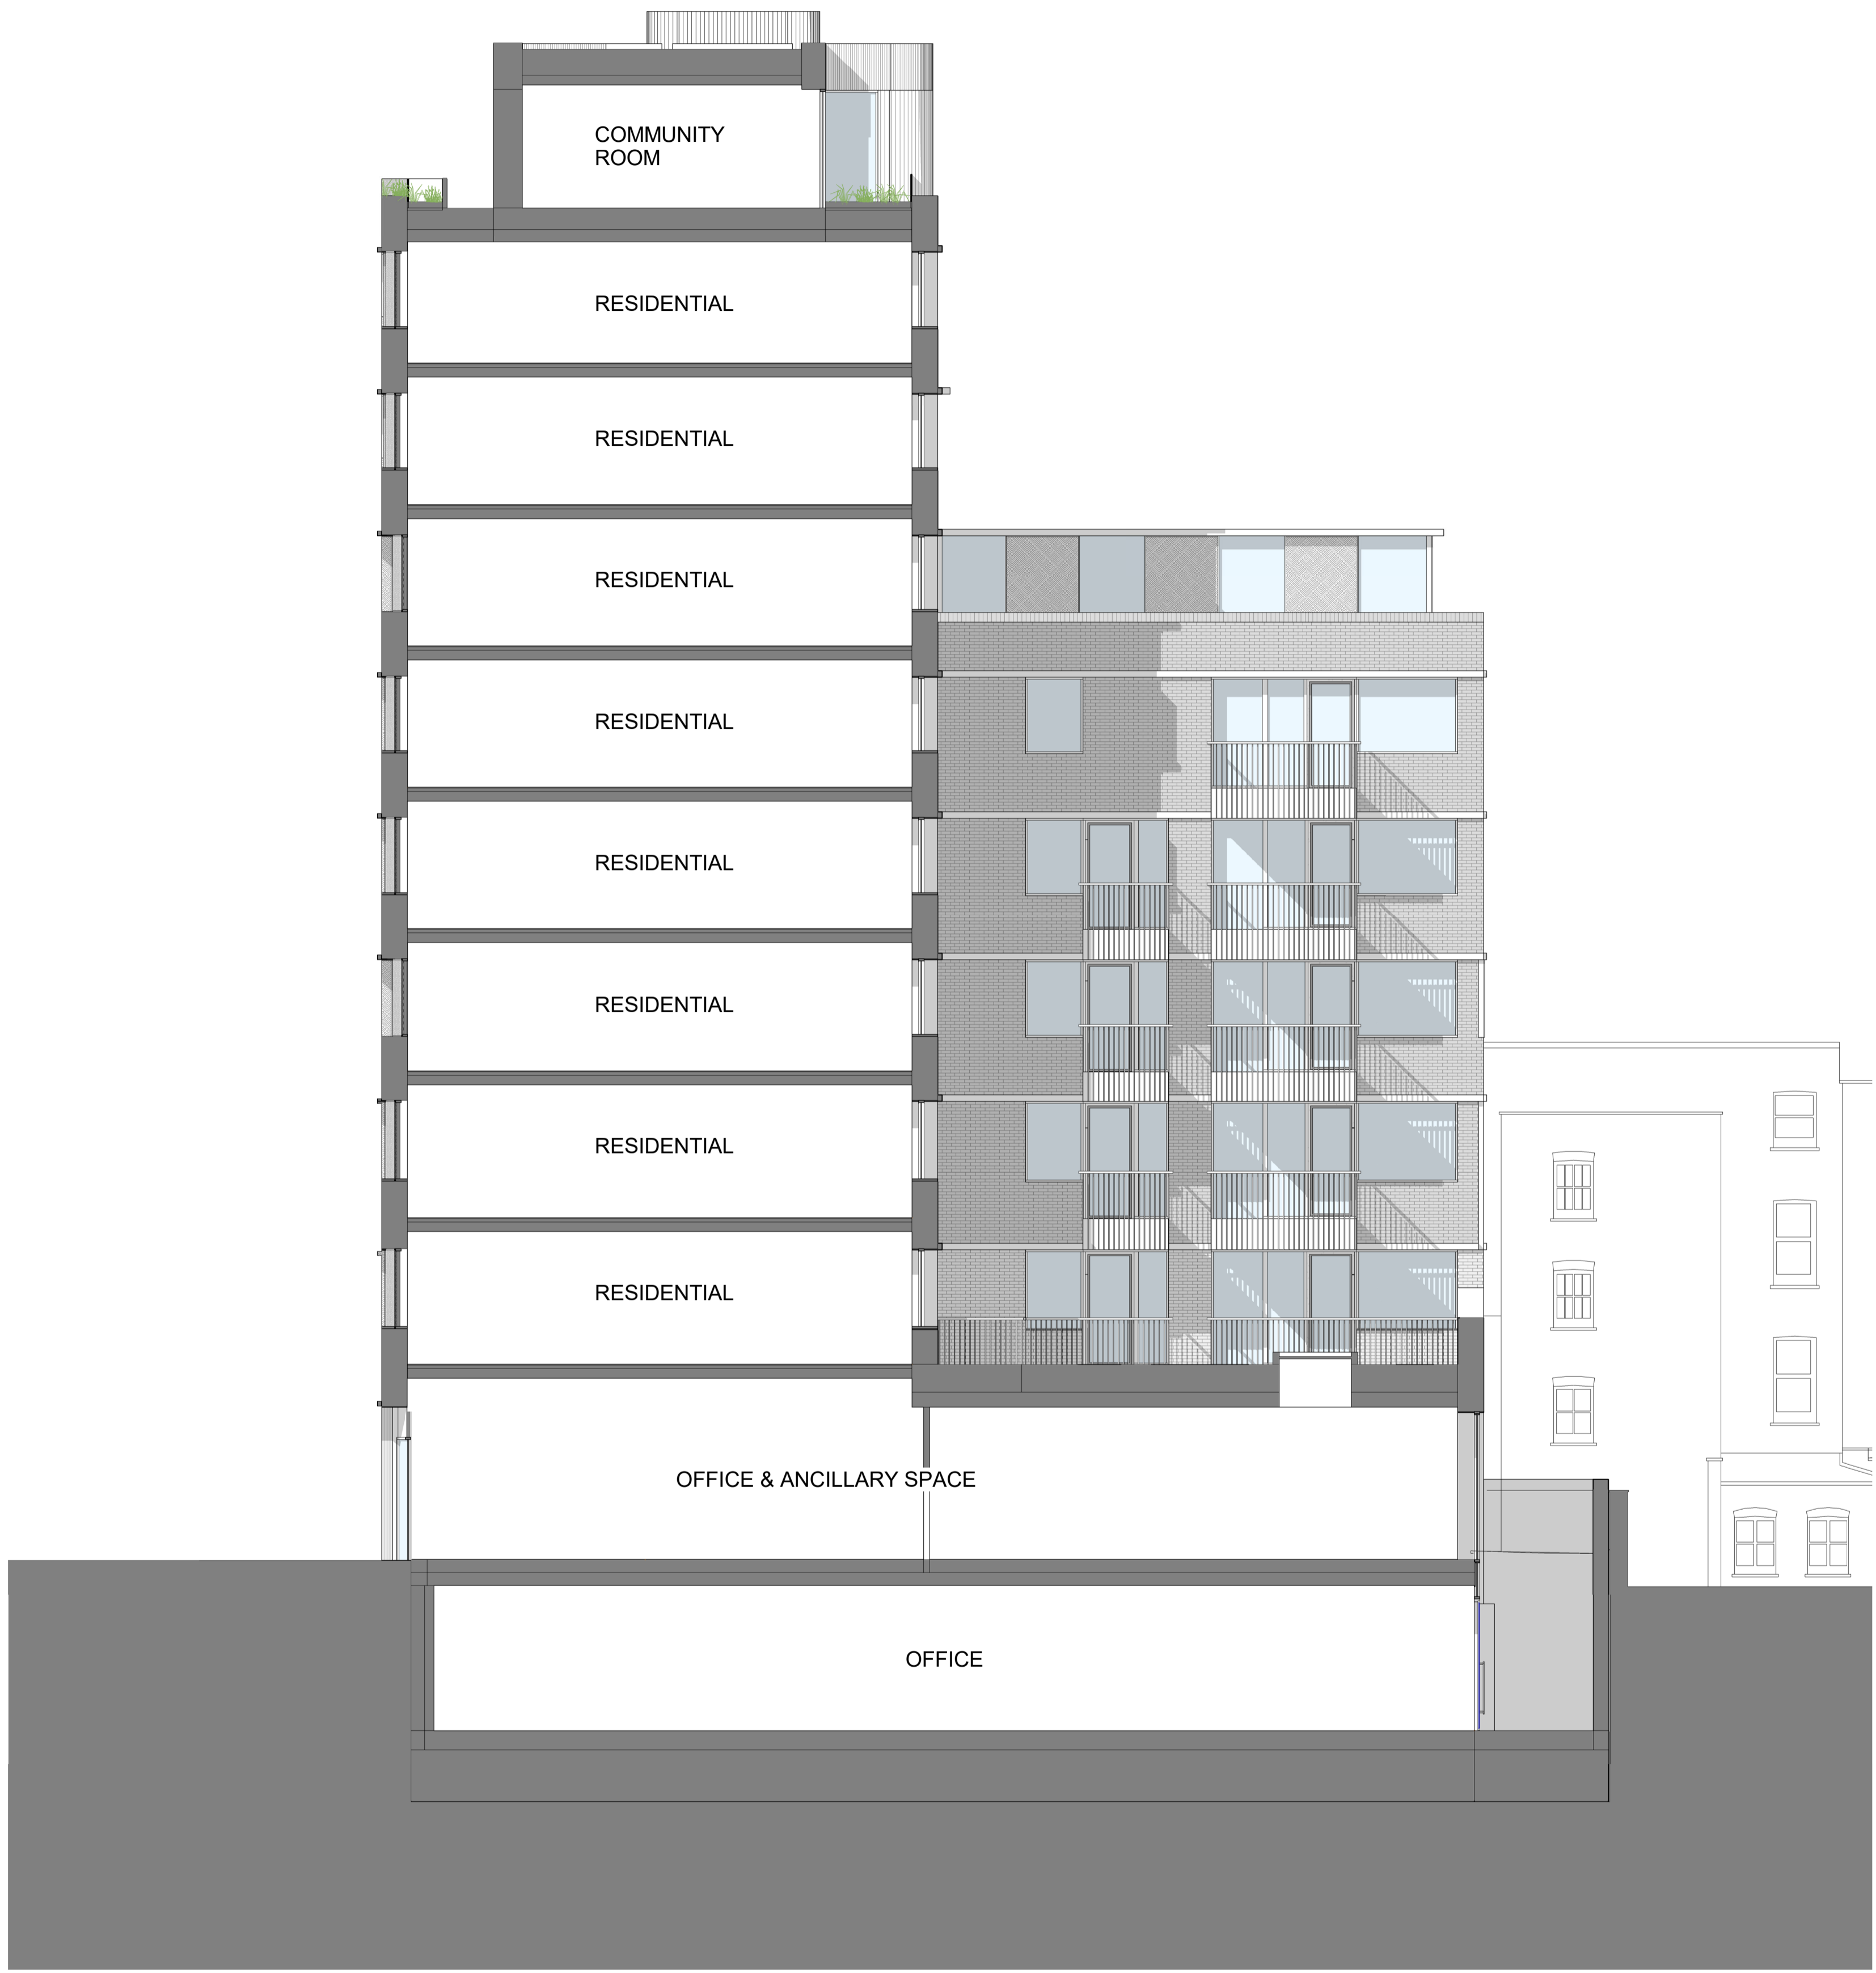 COMMUNITY
ROOM
RESIDENTIAL
RESIDENTIAL
RESIDENTIAL
RESIDENTIAL
RESIDENTIAL
RESIDENTIAL
RESIDENTIAL
RESIDENTIAL
OFFICE & ANCILLARY SPACE
OFFICE